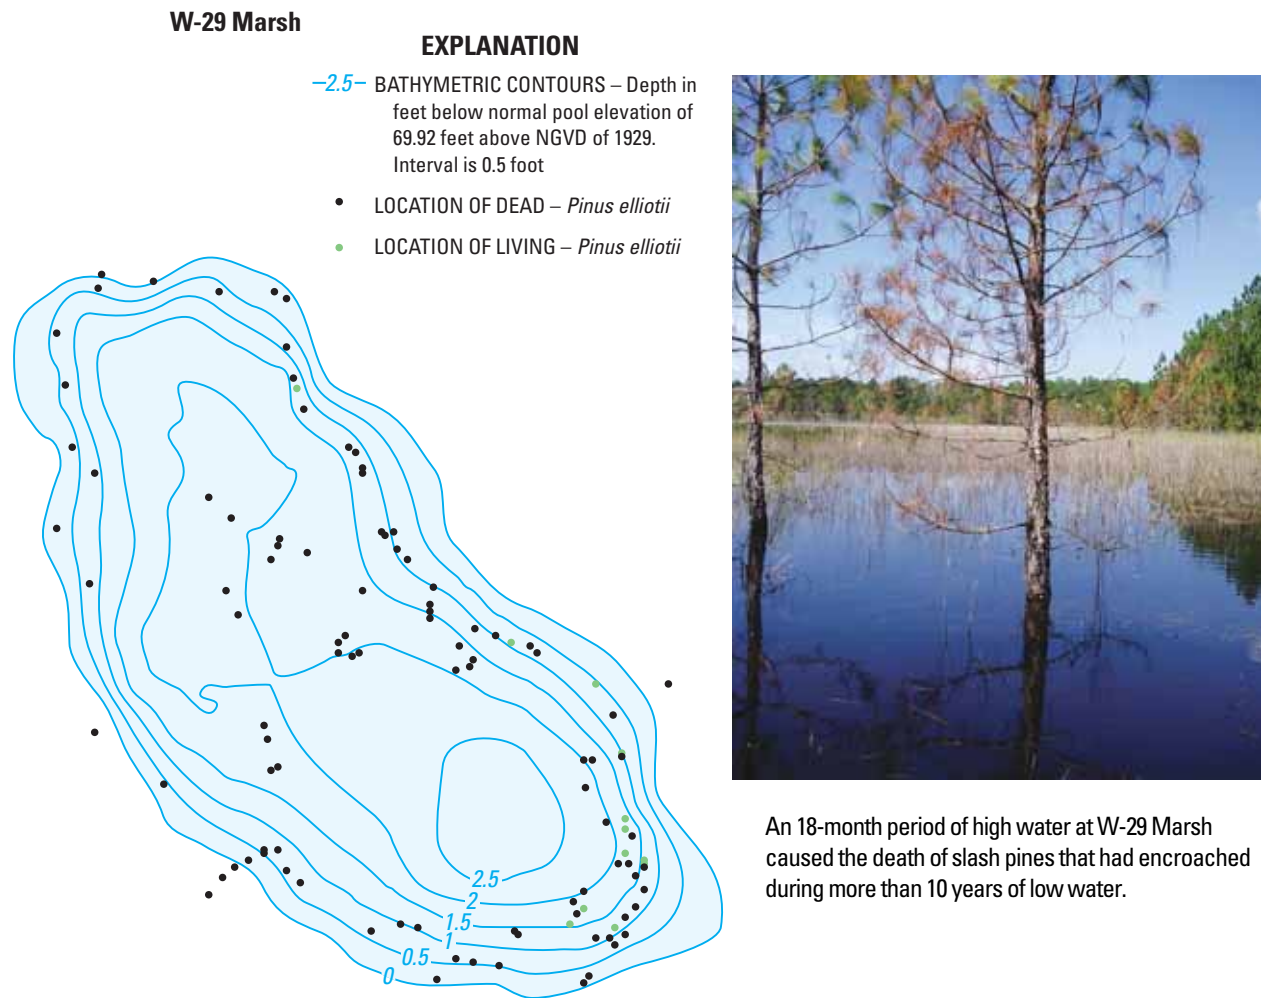 W-29 Marsh
EXPLANATION
–2.5– BATHYMETRIC CONTOURS – Depth in
feet below normal pool elevation of
69.92 feet above NGVD of 1929.
Interval is 0.5 foot
LOCATION OF DEAD – Pinus elliotii
LOCATION OF LIVING – Pinus elliotii
2.5
2
1.5
1
0.5
0
An 18-month period of high water at W-29 Marsh
caused the death of slash pines that had encroached
during more than 10 years of low water.